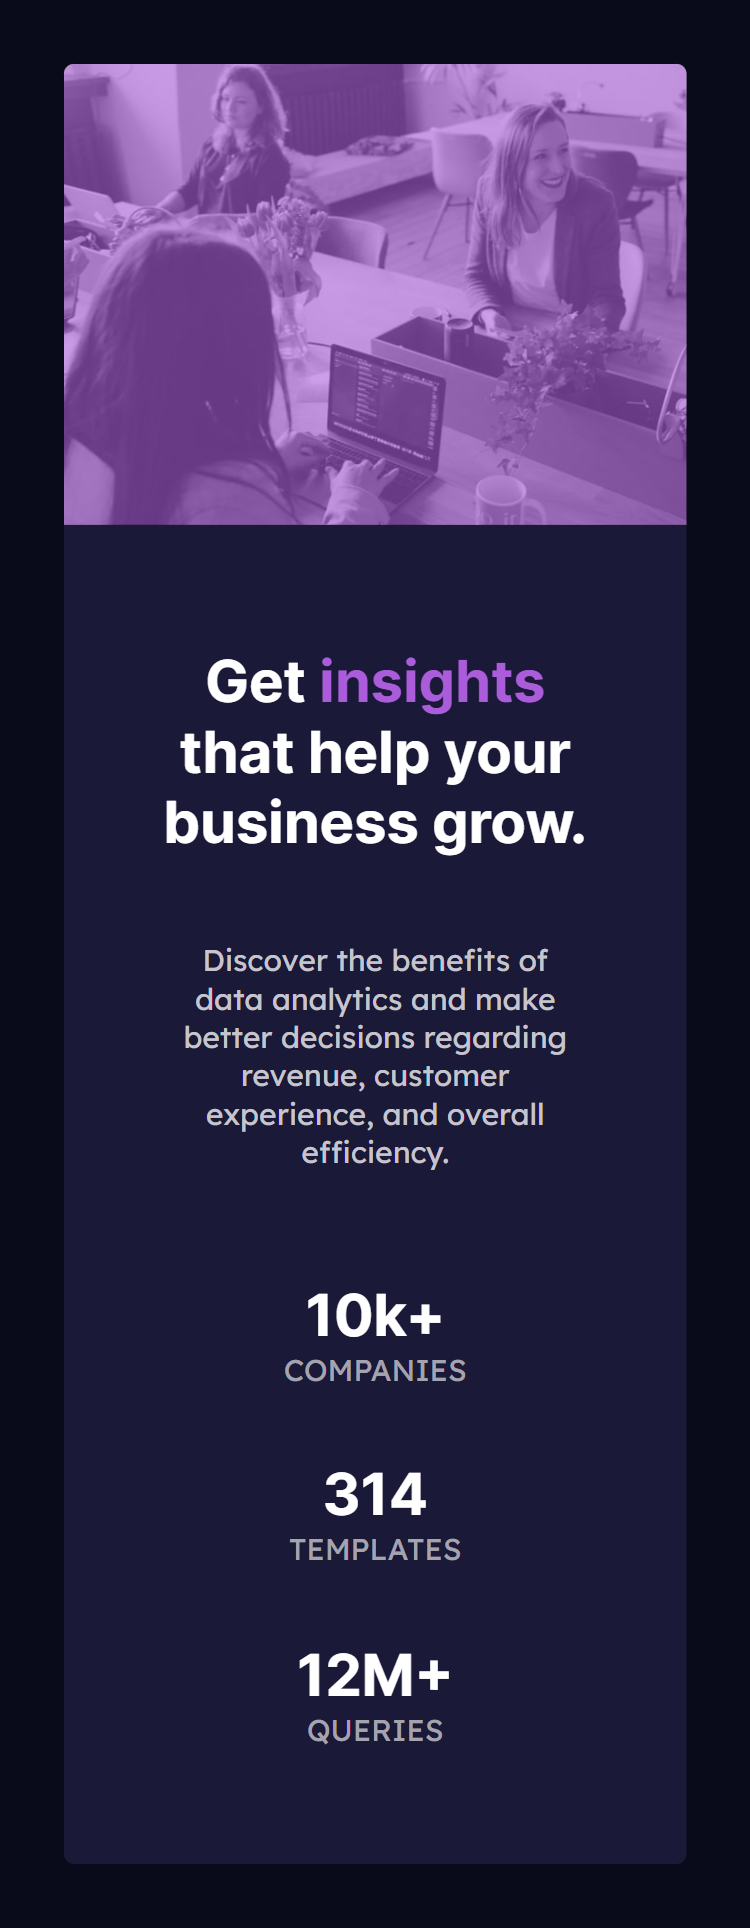 Get insights
that help your
business grow.
Discover the benefits of
data analytics and make
better decisions regarding
revenue, customer
experience, and overall
efficiency.
10k+
COMPANIES
314
TEMPLATES
12M+
QUERIES